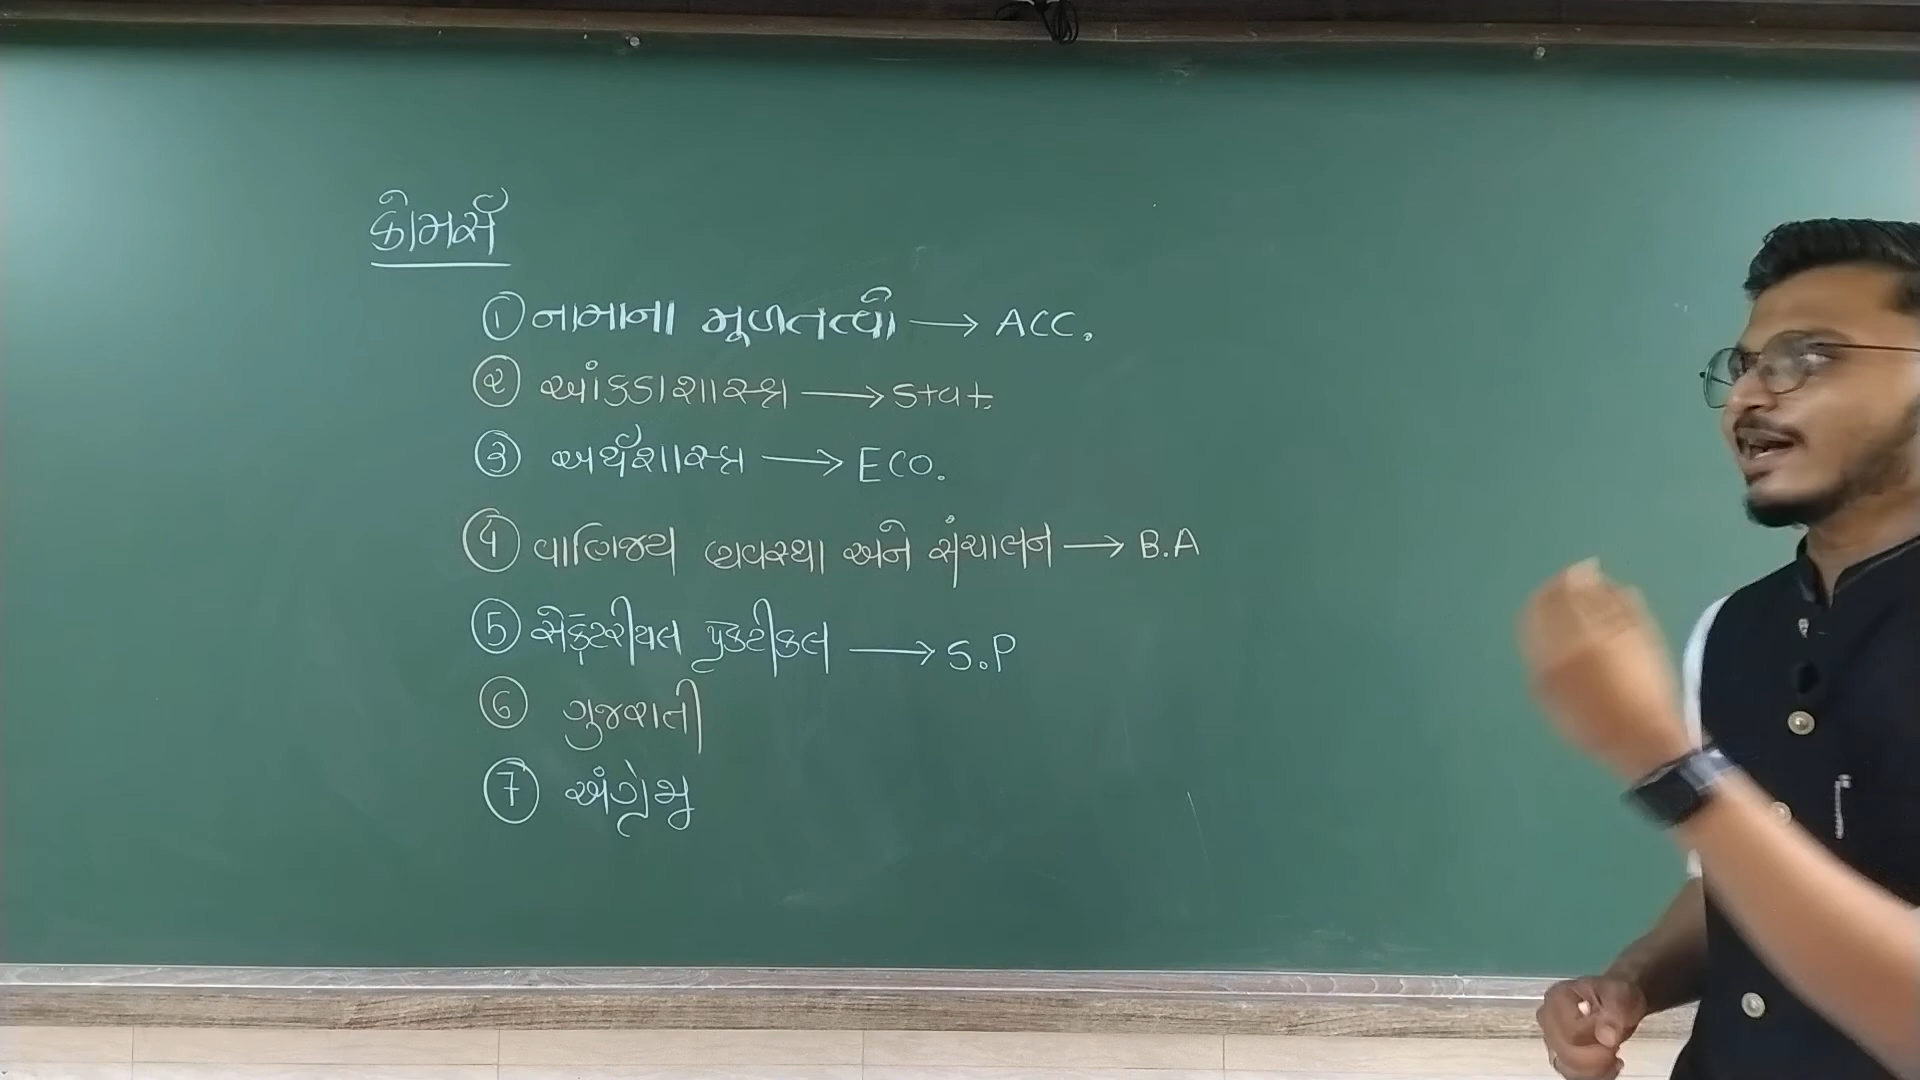 કોમર્સ
① નામાના મૂળતત્વો → ACC.
② આંકડાશાસ્ત્ર → Stat.
③ અર્થશાસ્ત્ર → ECO.
④ વાણિજ્ય વ્યવસ્થા અને સંચાલન → B.A
⑤ સેક્રેટરીયલ પ્રેકટીકલ → S.P
⑥ ગુજરાતી
⑦ અંગ્રેજી